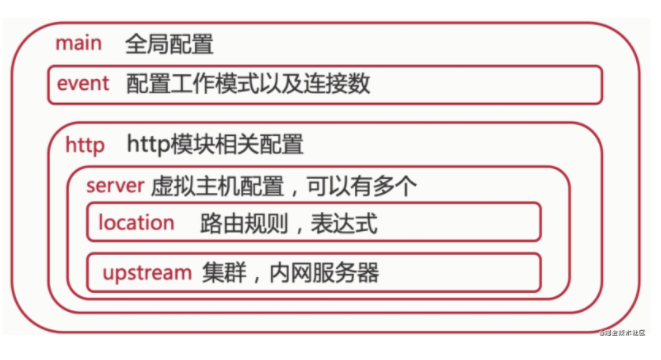 main 全局配置
event 配置工作模式以及连接数
http http模块相关配置
server 虚拟主机配置，可以有多个
location 路由规则，表达式
upstream 集群，内网服务器
@掘金技术社区